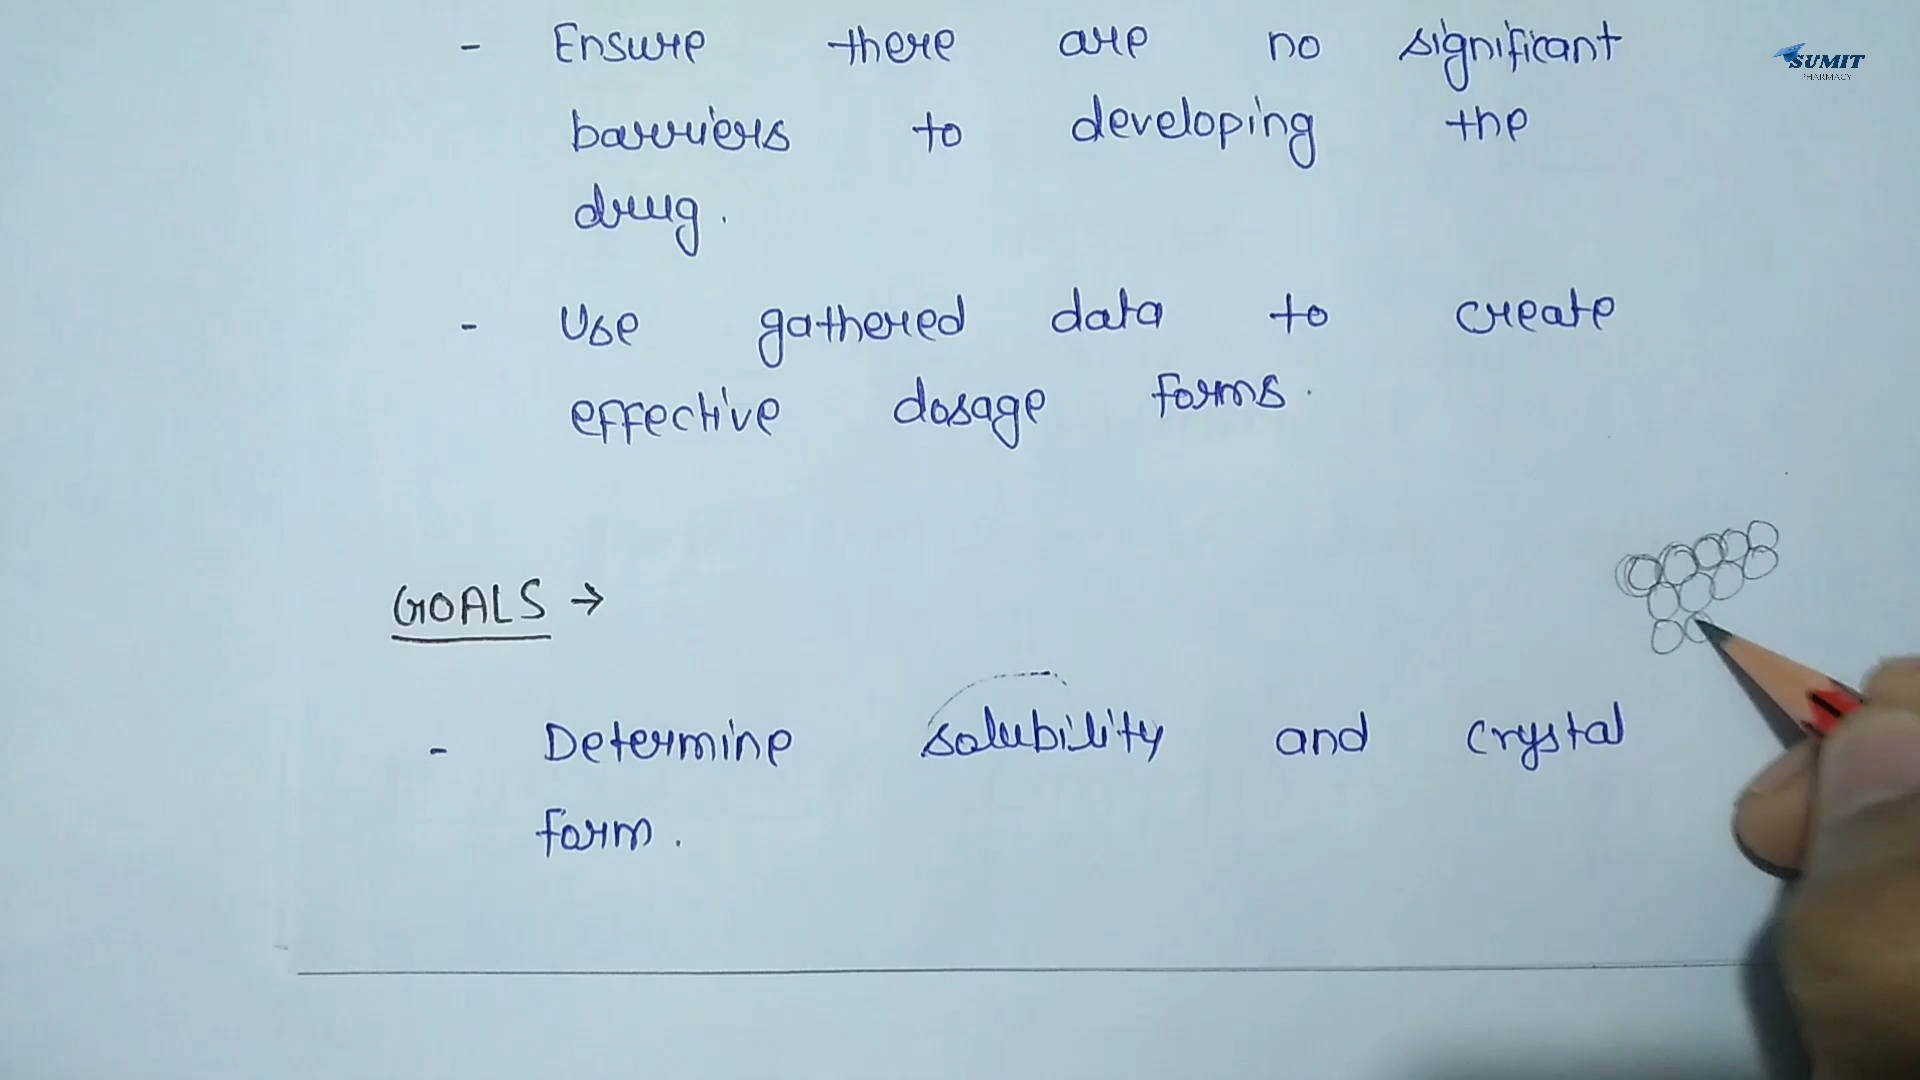 - Ensure there are no significant
SUMIT
PHARMACY
barriers to developing the
drug.
- Use gathered data to create
effective dosage forms.
GOALS →
- Determine solubility and crystal
form.